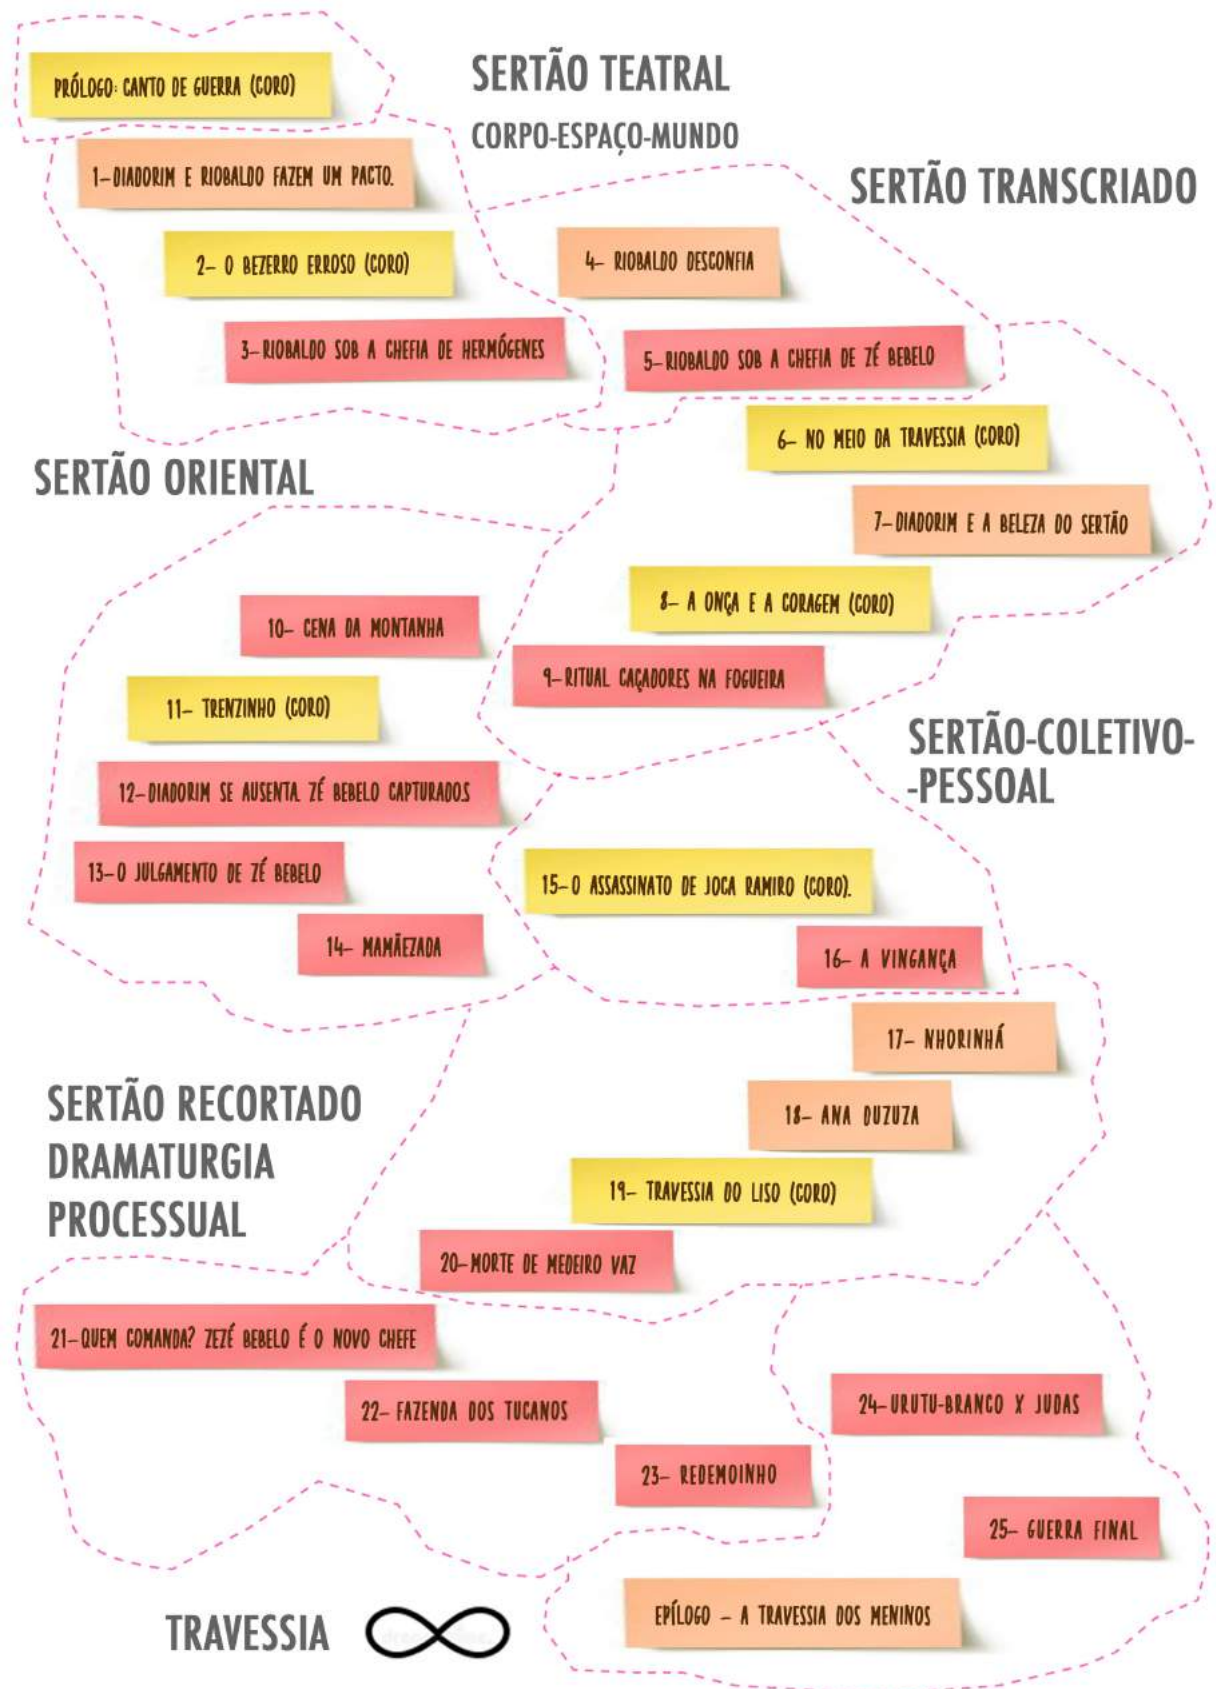 PRÓLOGO: CANTO DE GUERRA (CORO)
SERTÃO TEATRAL
CORPO-ESPAÇO-MUNDO
1-DIADORIM E RIOBALDO FAZEM UM PACTO.
SERTÃO TRANSCRIADO
2- O BEZERRO ERROSO (CORO)
4- RIOBALDO DESCONFIA
3-RIOBALDO SOB A CHEFIA DE HERMÓGENES
5-RIOBALDO SOB A CHEFIA DE ZÉ BEBELO
6- NO MEIO DA TRAVESSIA (CORO)
SERTÃO ORIENTAL
7-DIADORIM E A BELEZA DO SERTÃO
8- A ONÇA E A CORAGEM (CORO)
10- CENA DA MONTANHA
9-RITUAL CAÇADORES NA FOGUEIRA
11- TRENZINHO (CORO)
SERTÃO-COLETIVO-
-PESSOAL
12-DIADORIM SE AUSENTA. ZÉ BEBELO CAPTURADOS
13-O JULGAMENTO DE ZÉ BEBELO
15-O ASSASSINATO DE JOCA RAMIRO (CORO).
14- MAMÃEZADA
16- A VINGANÇA
17- NHORINHÁ
SERTÃO RECORTADO
DRAMATURGIA
PROCESSUAL
18- ANA DUZUZA
19- TRAVESSIA DO LISO (CORO)
20-MORTE DE MEDEIRO VAZ
21-QUEM COMANDA? ZEZÉ BEBELO É O NOVO CHEFE
22- FAZENDA DOS TUCANOS
24-URUTU-BRANCO X JUDAS
23- REDEMOINHO
25- GUERRA FINAL
EPÍLOGO - A TRAVESSIA DOS MENINOS
TRAVESSIA